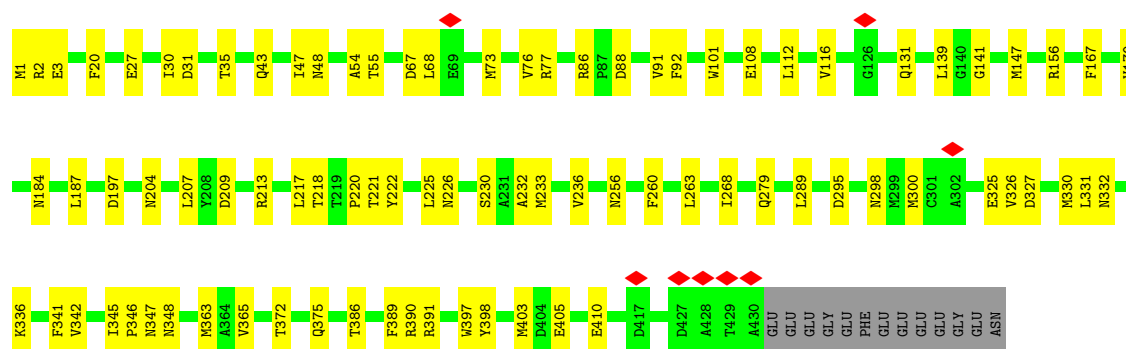 M1 R2 E3 F20 E27 I30 D31 T35 Q43 I47 N48 A54 T55 D67 L68 E69 M73 V76 R77 R86 P87 D88 V91 F92 W101 E108 L112 V116 G126 Q131 L139 G140 G141 M147 R156 F167
N184 L187 D197 N204 L207 Y208 D209 R213 L217 T218 T219 P220 T221 Y222 L225 N226 S230 A231 A232 M233 V236 N256 F260 L263 I268 Q279 L289 D295 N298 M299 M300 C301 A302 E325 V326 D327 M330 L331 N332
K336 F341 V342 I345 P346 N347 N348 M363 A364 V365 T372 Q375 T386 F389 R390 R391 W397 Y398 M403 D404 E405 E410 D417 D427 A428 T429 A430 GLU GLU GLU GLY GLU PHE GLU GLU GLU GLU GLY GLU ASN